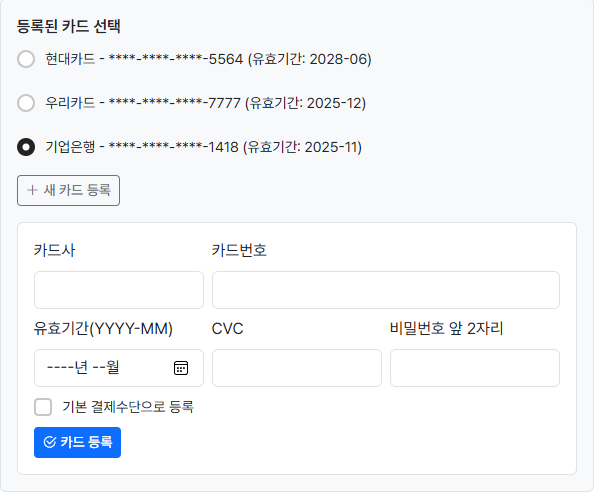 등록된 카드 선택
현대카드 - ****-****-****-5564 (유효기간: 2028-06)
우리카드 - ****-****-****-7777 (유효기간: 2025-12)
기업은행 - ****-****-****-1418 (유효기간: 2025-11)
+ 새 카드 등록
카드사 카드번호
유효기간(YYYY-MM) CVC 비밀번호 앞 2자리
----년 --월
기본 결제수단으로 등록
카드 등록